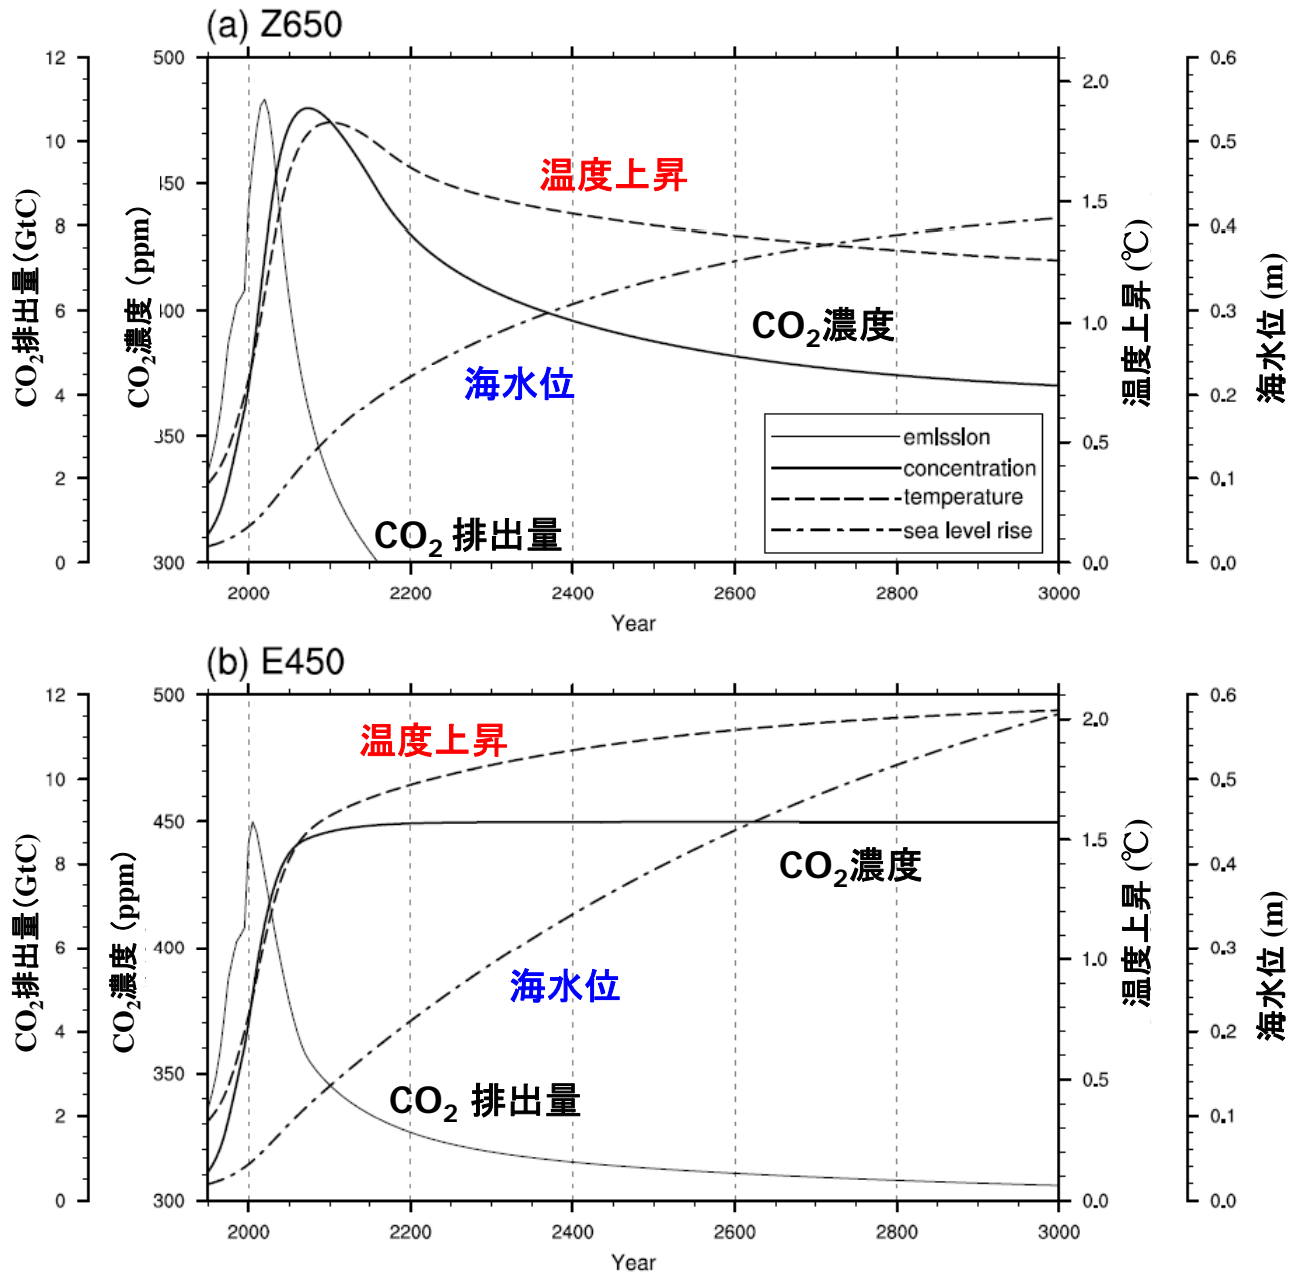 (a) Z650
12
10
8
6
4
2
0
CO2排出量(GtC)
500
450
400
350
300
CO2濃度 (ppm)
温度上昇
海水位
CO2濃度
CO2 排出量
emission
concentration
temperature
sea level rise
2.0
1.5
1.0
0.5
0.0
温度上昇 (℃)
0.6
0.5
0.4
0.3
0.2
0.1
0.0
海水位 (m)
2000 2200 2400 2600 2800 3000
Year
(b) E450
12
10
8
6
4
2
0
CO2排出量(GtC)
500
450
400
350
300
CO2濃度 (ppm)
温度上昇
CO2濃度
海水位
CO2 排出量
2.0
1.5
1.0
0.5
0.0
温度上昇 (℃)
0.6
0.5
0.4
0.3
0.2
0.1
0.0
海水位 (m)
2000 2200 2400 2600 2800 3000
Year